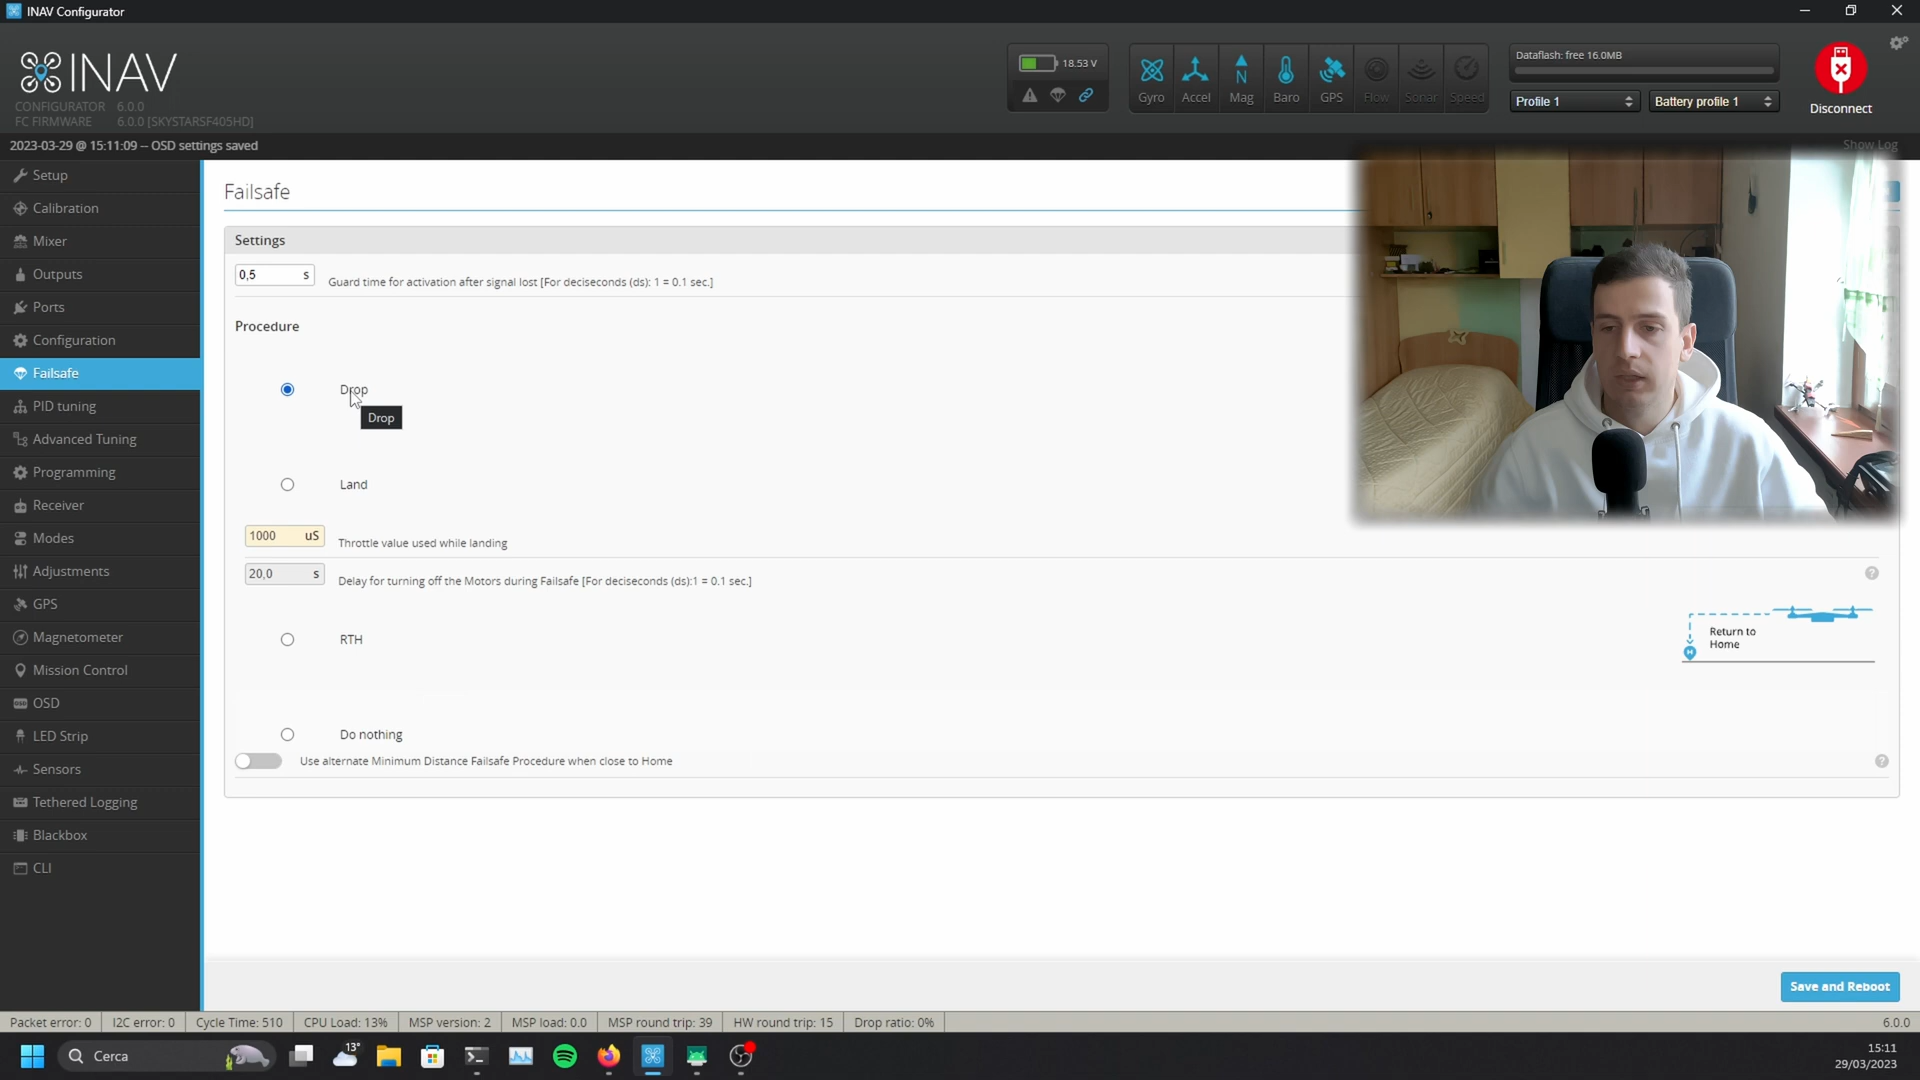 INAV Configurator
INAV
CONFIGURATOR 6.0.0
FC FIRMWARE 6.0.0 [SKYSTARSF405HD]
18.53 V
Gyro
Accel
Mag
Baro
GPS
Flow
Sonar
Speed
Dataflash: free 16.0MB
Profile 1
Battery profile 1
Disconnect
2023-03-29 @ 15:11:09 -- OSD settings saved
Show Log
Setup
Calibration
Mixer
Outputs
Ports
Configuration
Failsafe
PID tuning
Advanced Tuning
Programming
Receiver
Modes
Adjustments
GPS
Magnetometer
Mission Control
OSD
LED Strip
Sensors
Tethered Logging
Blackbox
CLI
Failsafe
Settings
0,5 s
Guard time for activation after signal lost [For deciseconds (ds): 1 = 0.1 sec.]
Procedure
Drop
Drop
Land
1000 uS
Throttle value used while landing
20,0 s
Delay for turning off the Motors during Failsafe [For deciseconds (ds):1 = 0.1 sec.]
?
RTH
Return to
Home
Do nothing
Use alternate Minimum Distance Failsafe Procedure when close to Home
?
Save and Reboot
Packet error: 0
I2C error: 0
Cycle Time: 510
CPU Load: 13%
MSP version: 2
MSP load: 0.0
MSP round trip: 39
HW round trip: 15
Drop ratio: 0%
6.0.0
Cerca
13°
15:11
29/03/2023